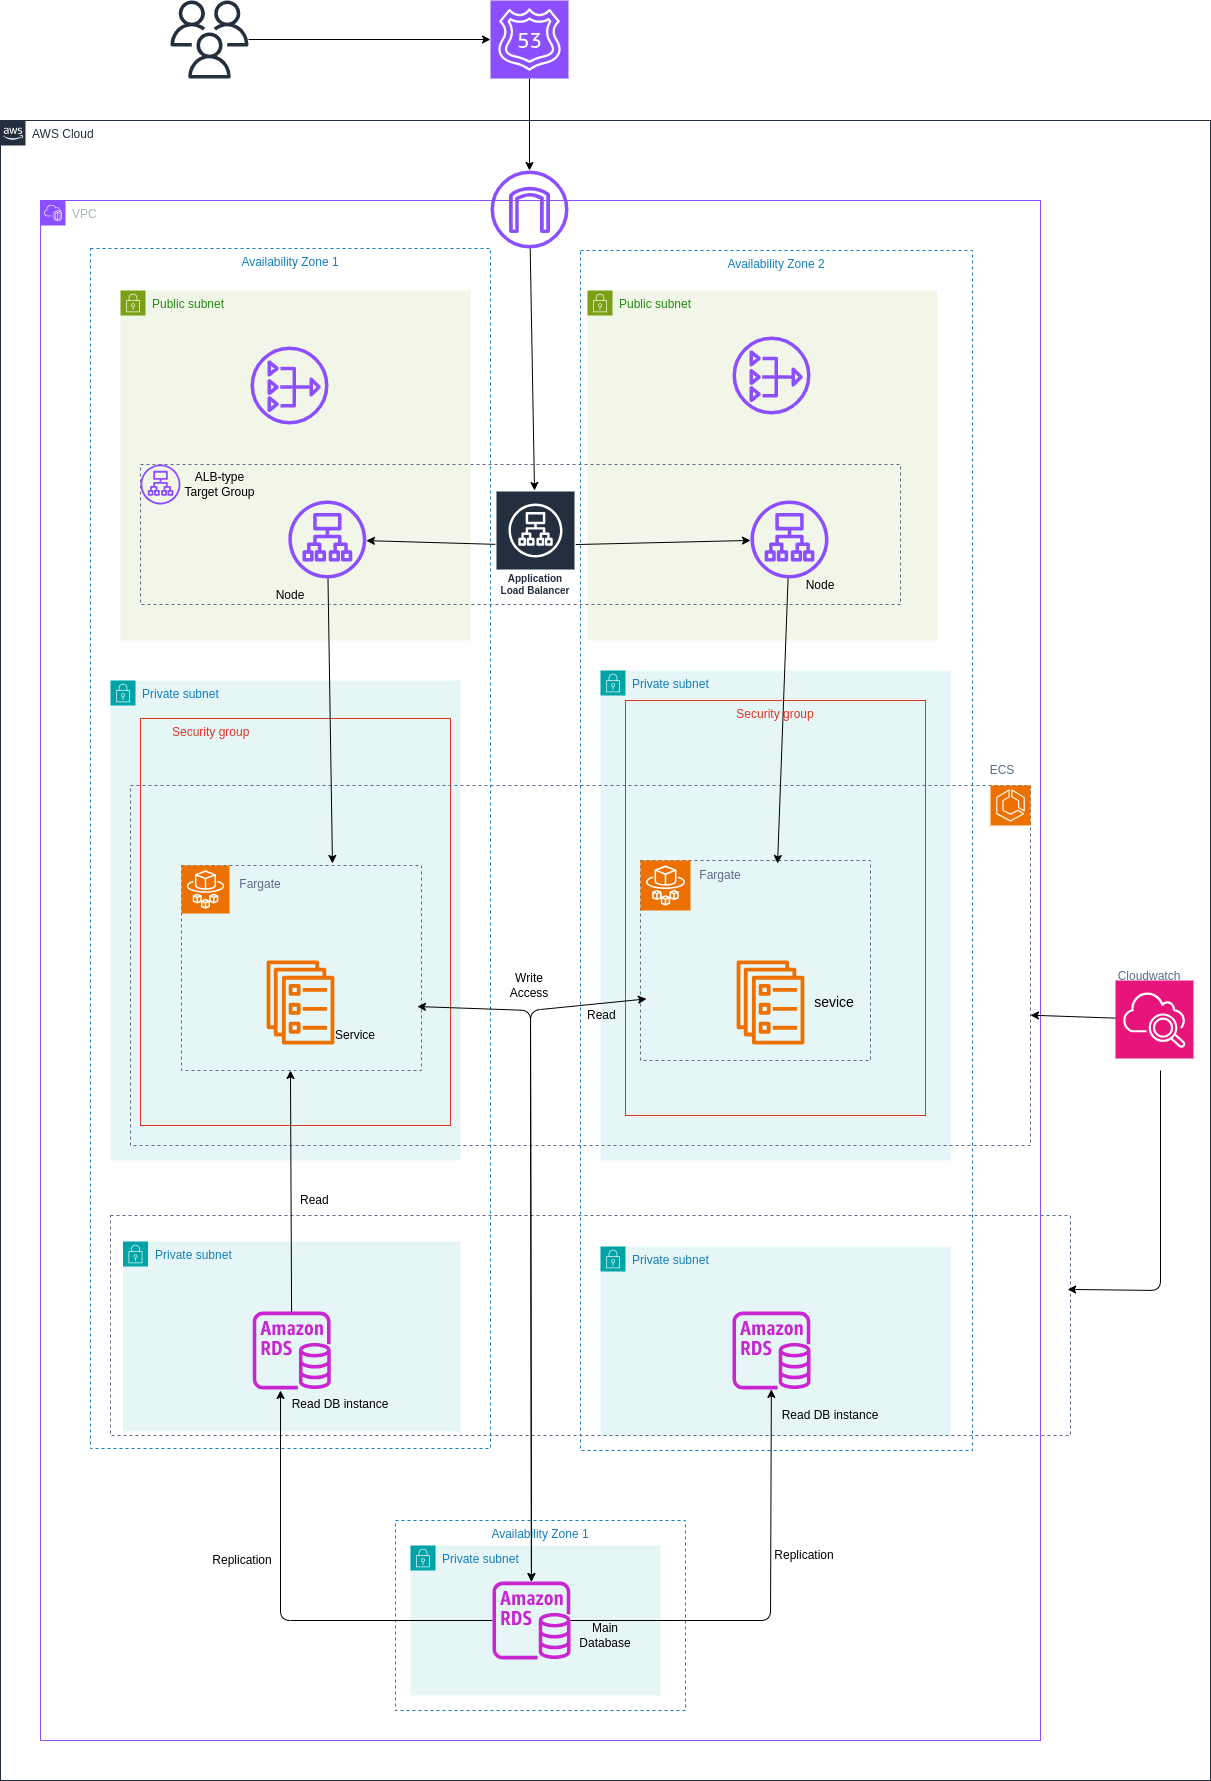 53
aws
AWS Cloud
VPC
Availability Zone 1
Availability Zone 2
Public subnet
Public subnet
ALB-type
Target Group
Application
Load Balancer
Node
Node
Private subnet
Private subnet
Security group
Security group
ECS
Fargate
Fargate
Cloudwatch
Write
Access
sevice
Read
Service
Read
Private subnet
Private subnet
Amazon
RDS
Amazon
RDS
Read DB instance
Read DB instance
Availability Zone 1
Replication
Replication
Private subnet
Amazon
RDS
Main
Database